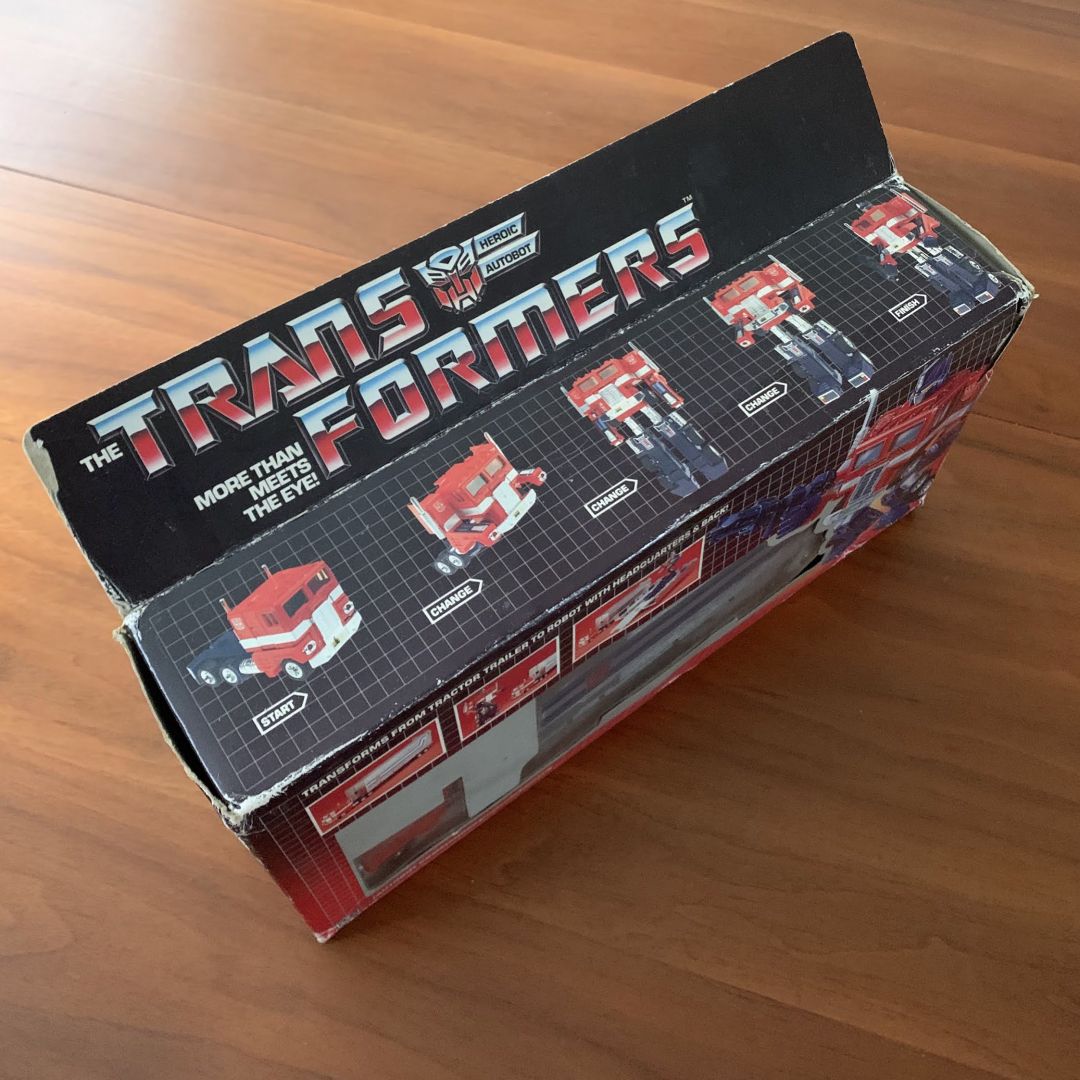 THE
TRANS
FORMERS
TM
HEROIC
AUTOBOT
MORE THAN
MEETS
THE EYE!
START
CHANGE
CHANGE
CHANGE
FINISH
TRANSFORMS FROM TRACTOR TRAILER TO ROBOT WITH HEADQUARTERS & BACK!